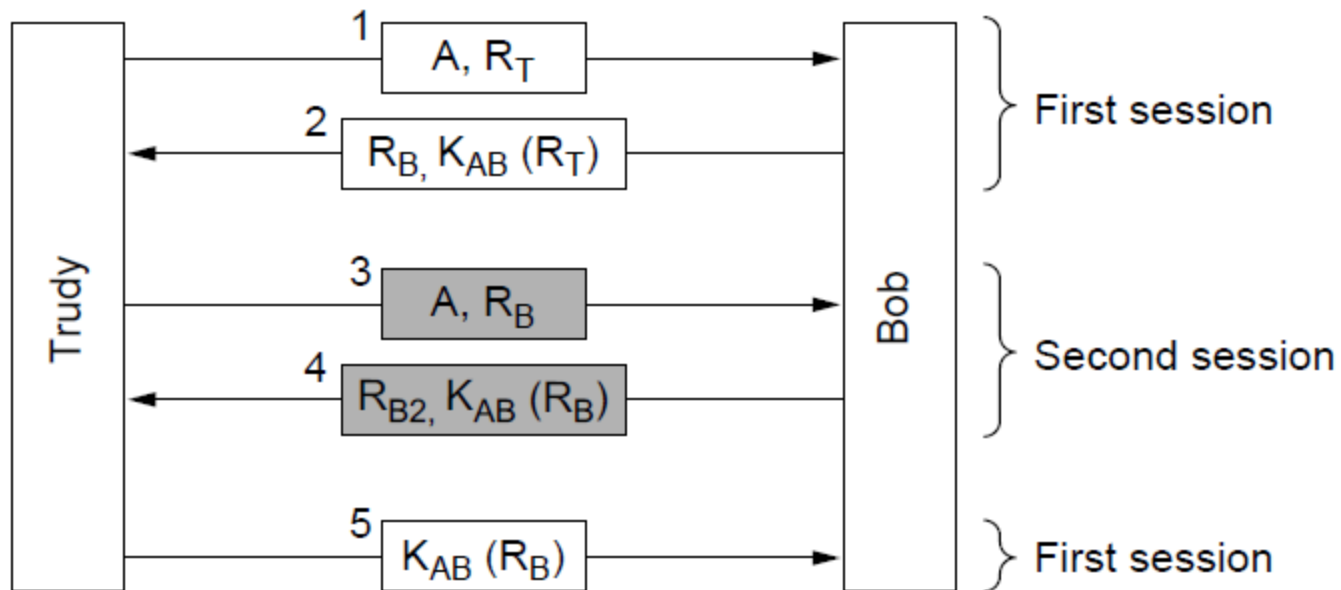 1
A, R_T
2
R_B, K_AB (R_T)
First session
Trudy
Bob
3
A, R_B
4
R_B2, K_AB (R_B)
Second session
5
K_AB (R_B)
First session